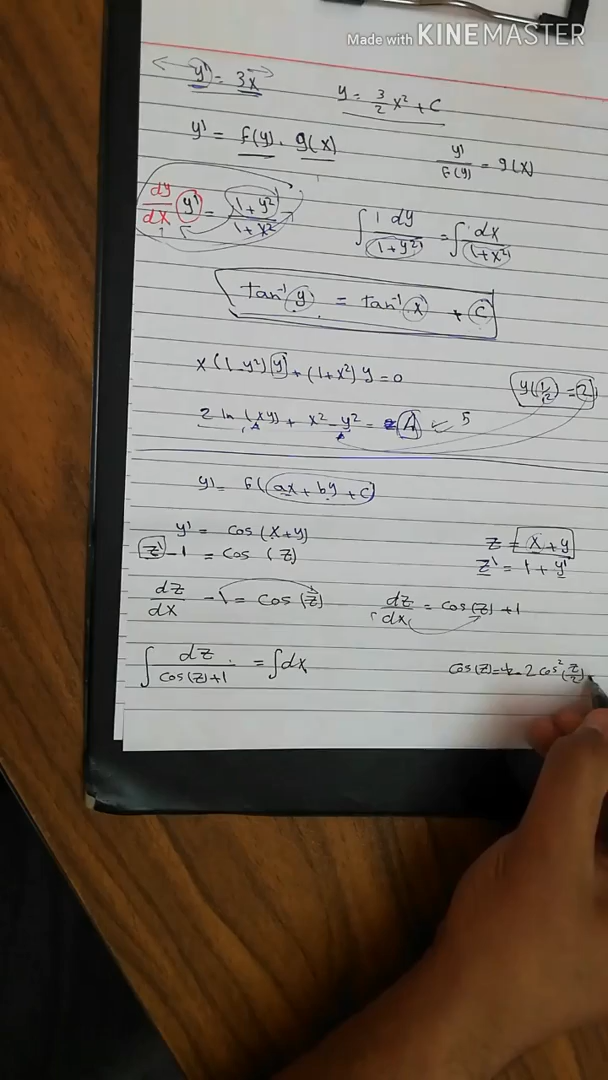 Made with KINEMASTER
y' = 3x
y = 3/2 x² + C
y' = f(y) . g(x)
y'/f(y) = g(x)
dy/dx y' = 1+y²/1+x²
∫ 1 dy/(1+y²) = ∫ dx/(1+x²)
tan⁻¹ y = tan⁻¹ x + C
x (1-y²) y' + (1+x²) y = 0
y(1/2) = 2
2 ln (xy) + x² - y² = A 5
y' = F(ax+by+c)
y' = cos (x+y)
z = x+y
z' - 1 = cos (z)
z' = 1 + y'
dz/dx - 1 = cos (z)
dz/dx = cos(z) + 1
∫ dz/cos(z)+1 = ∫dx
cos(z) = 2 cos² (z/2)